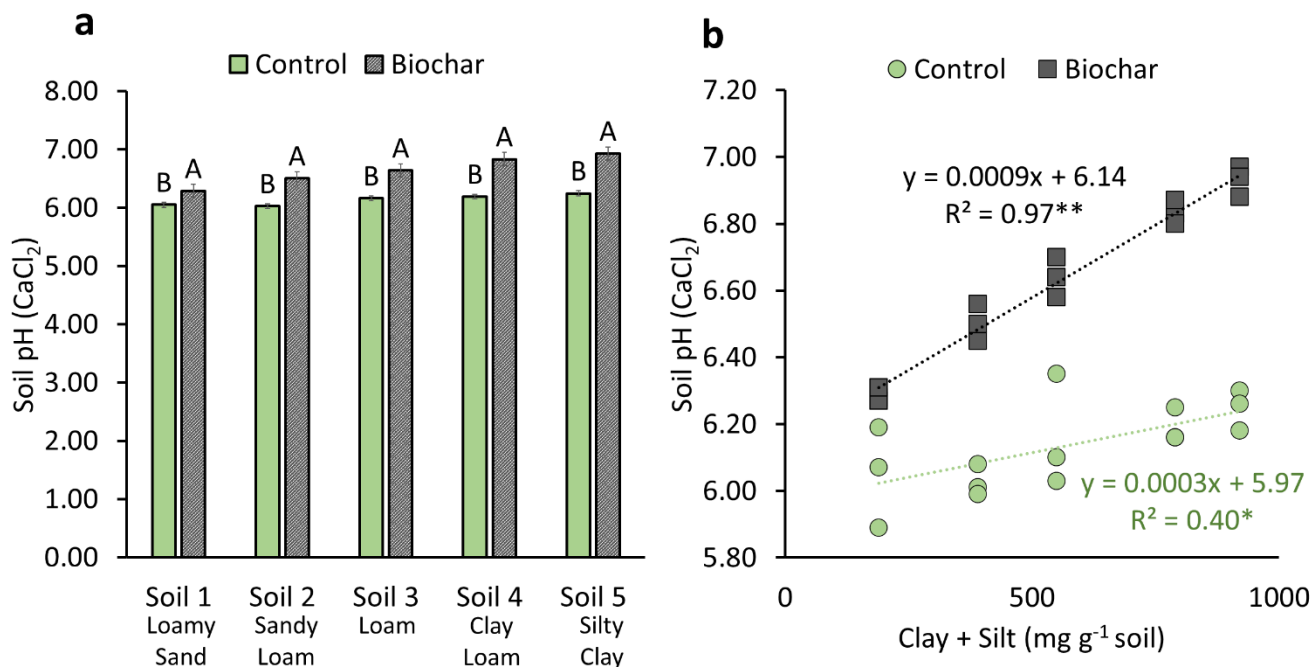 a
Control Biochar
8.00
7.00
6.00
5.00
4.00
3.00
2.00
1.00
0.00
Soil pH (CaCl₂)
B A B A B A B A B A
Soil 1 Soil 2 Soil 3 Soil 4 Soil 5
Loamy Sandy Loam Clay Silty
Sand Loam Loam Clay
b
Control Biochar
7.20
7.00
6.80
6.60
6.40
6.20
6.00
5.80
Soil pH (CaCl₂)
y = 0.0009x + 6.14
R² = 0.97**
y = 0.0003x + 5.97
R² = 0.40*
0 500 1000
Clay + Silt (mg g⁻¹ soil)